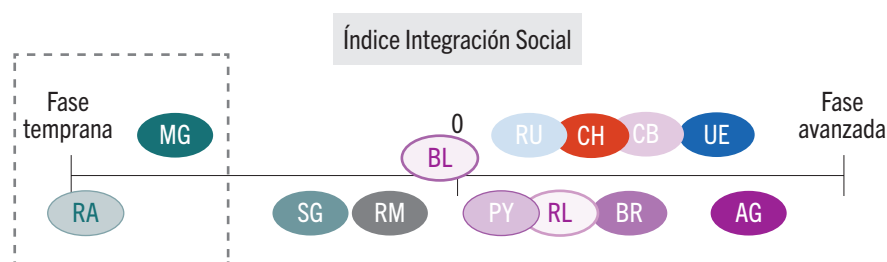 Índice Integración Social
Fase
temprana
MG
0
BL
RU
CH
CB
UE
Fase
avanzada
RA
SG
RM
PY
RL
BR
AG